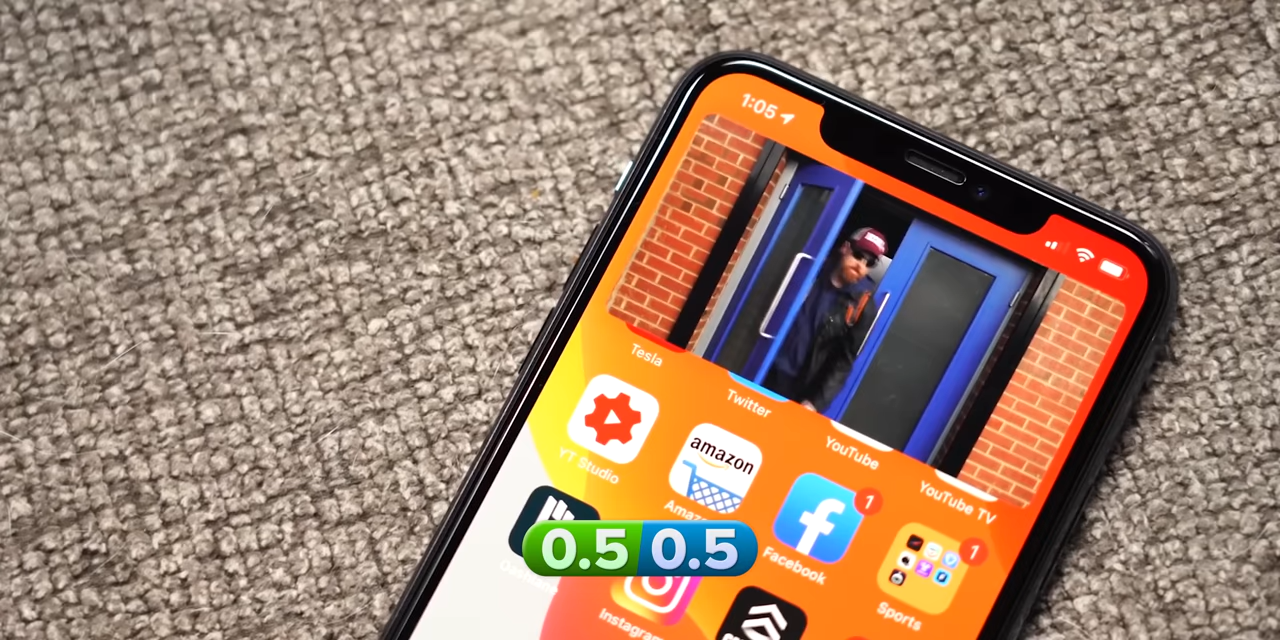 1:05
Tesla
Twitter
YouTube
YouTube TV
YT Studio
amazon
1
Facebook
1
Sports
0.5 0.5
Instagram